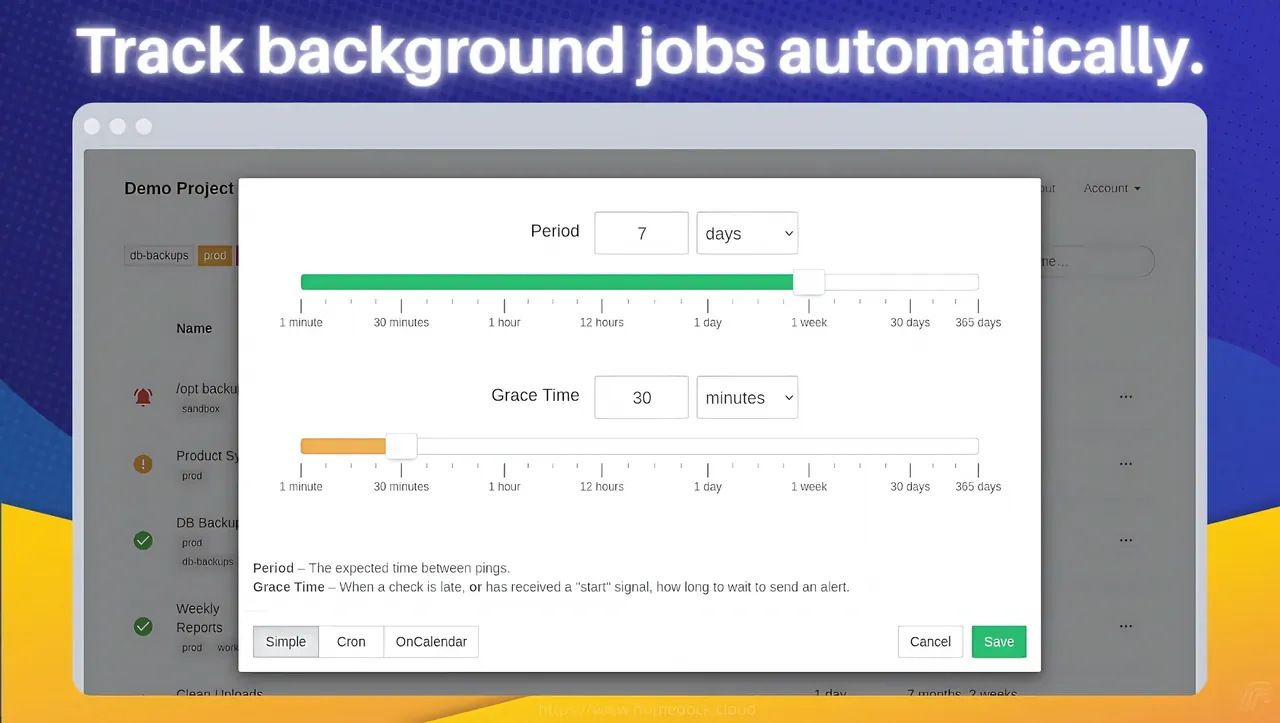 Track background jobs automatically.
Demo Project
Account
db-backups prod
Period 7 days
1 minute 30 minutes 1 hour 12 hours 1 day 1 week 30 days 365 days
Name
/opt backu
sandbox
Grace Time 30 minutes
Product Sy
prod
1 minute 30 minutes 1 hour 12 hours 1 day 1 week 30 days 365 days
DB Backup
prod
db-backups
Period – The expected time between pings.
Grace Time – When a check is late, or has received a "start" signal, how long to wait to send an alert.
Weekly
Reports
prod work
Simple Cron OnCalendar Cancel Save
Clean Uploads 1 day 7 months, 2 weeks